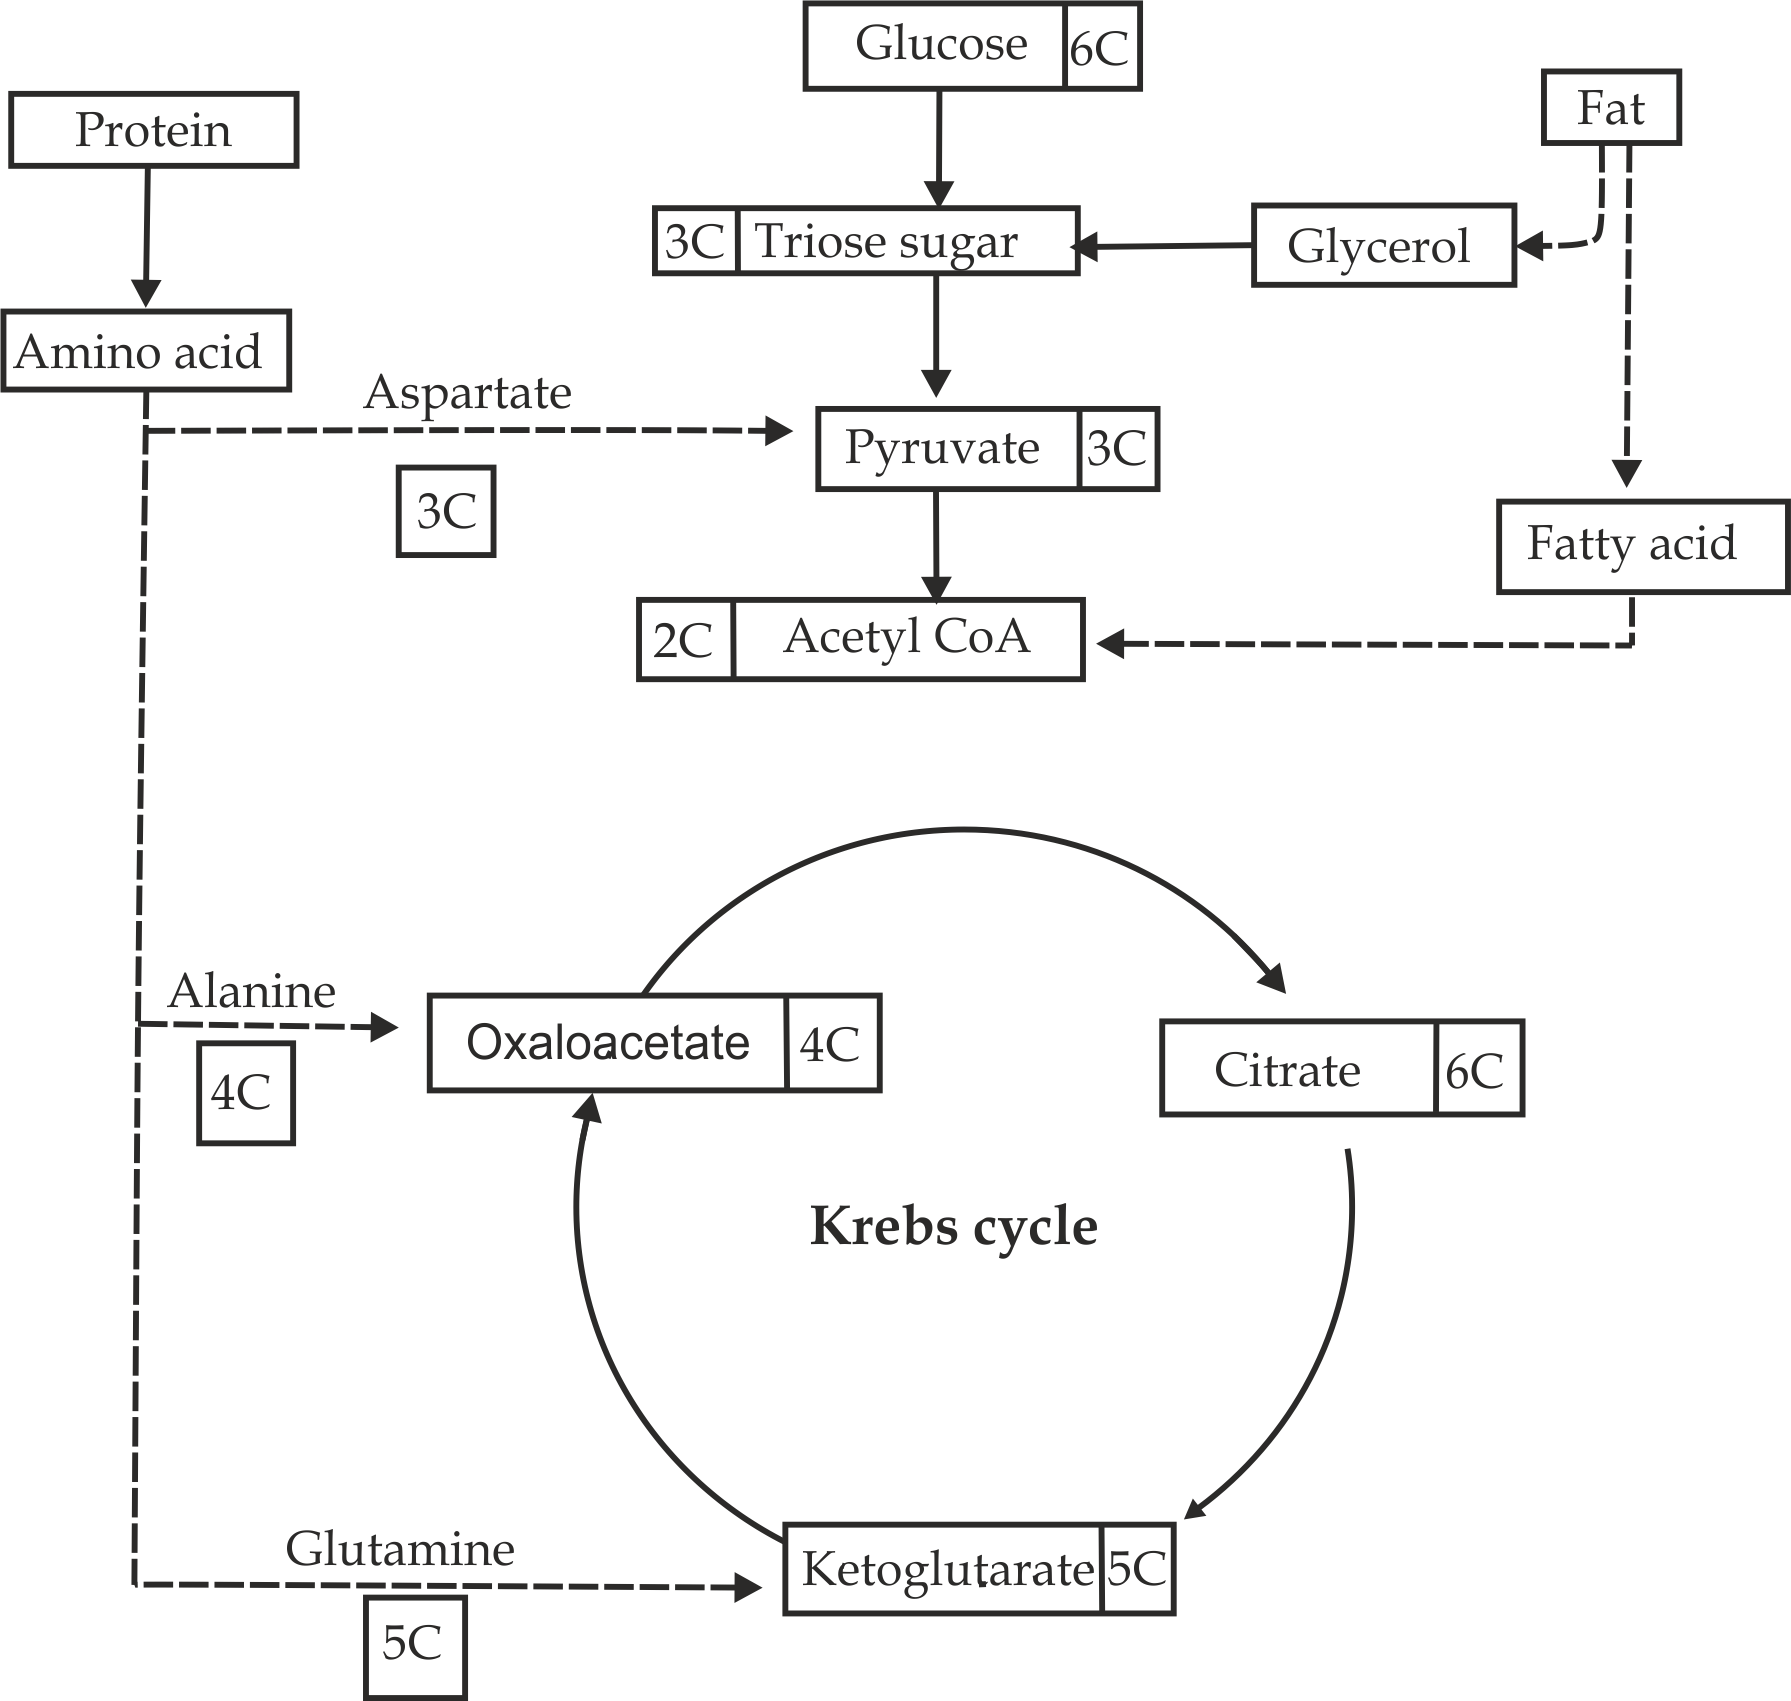 Glucose 6C
Fat
Protein
3C Triose sugar
Glycerol
Amino acid
Aspartate
Pyruvate 3C
3C
Fatty acid
2C Acetyl CoA
Alanine
Oxaloacetate 4C
Citrate 6C
4C
Krebs cycle
Glutamine
Ketoglutarate 5C
5C